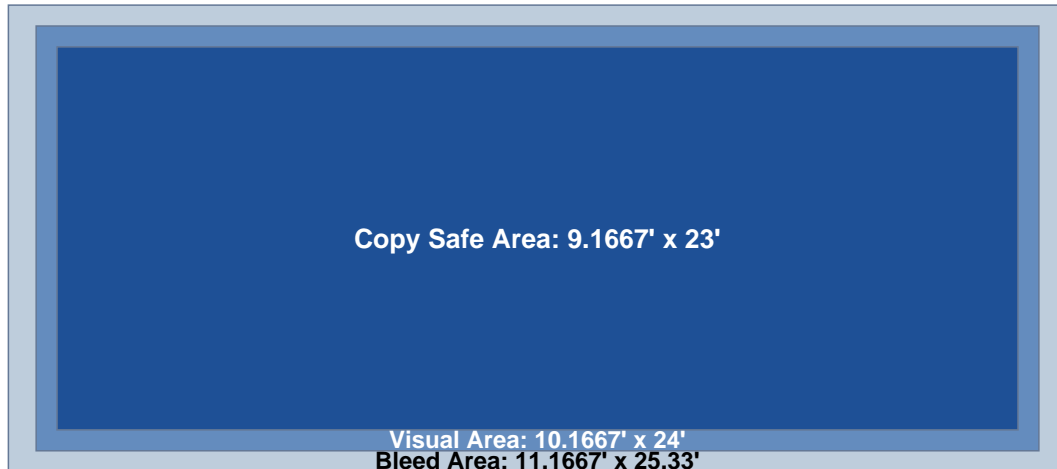 Copy Safe Area: 9.1667' x 23'
Visual Area: 10.1667' x 24'
Bleed Area: 11.1667' x 25.33'